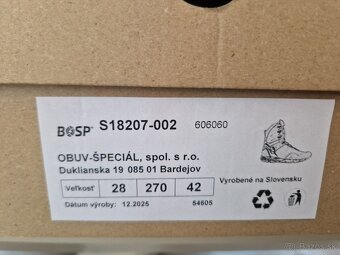 BOSP® S18207-002 606060
OBUV-ŠPECIÁL, spol. s r.o.
Duklianska 19 085 01 Bardejov
Veľkosť 28 270 42
Vyrobené na Slovensku
Dátum výroby: 12.2025 54605